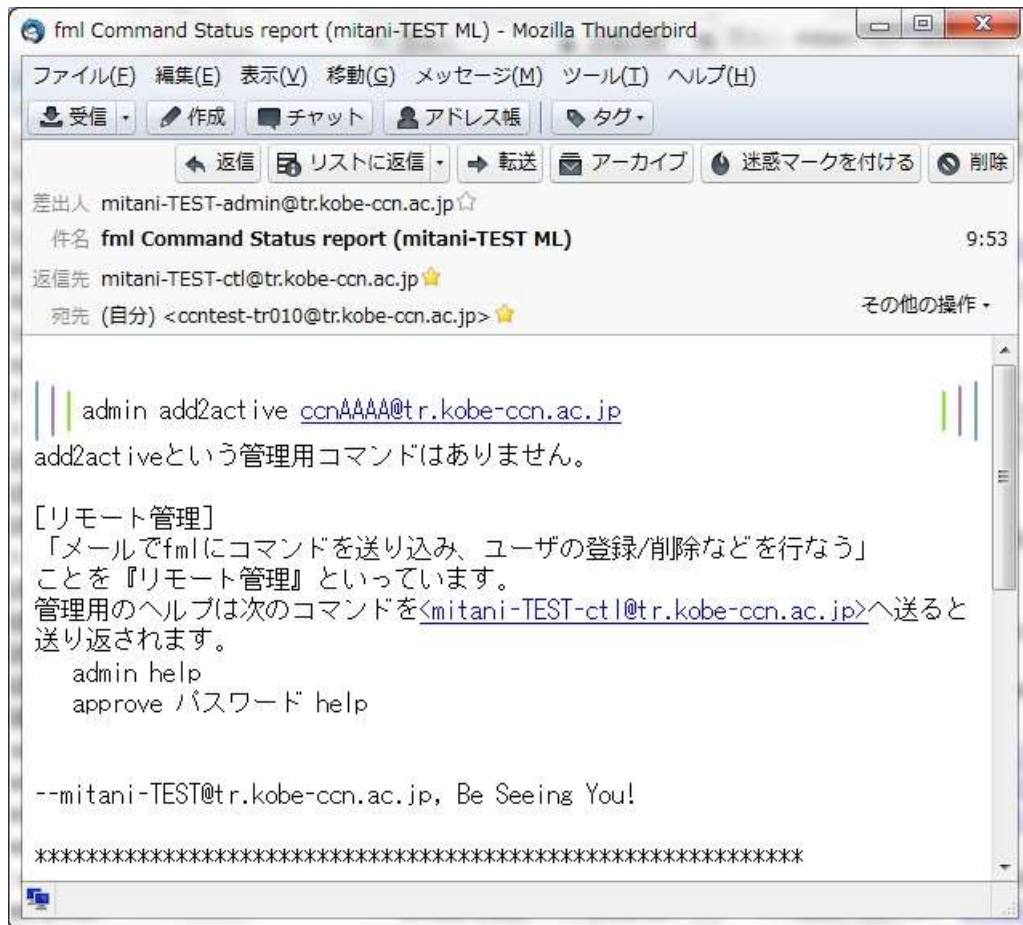 fml Command Status report (mitani-TEST ML) - Mozilla Thunderbird
ファイル(F) 編集(E) 表示(V) 移動(G) メッセージ(M) ツール(T) ヘルプ(H)
受信 作成 チャット アドレス帳 タグ
返信 リストに返信 転送 アーカイブ 迷惑マークを付ける 削除
差出人 mitani-TEST-admin@tr.kobe-ccn.ac.jp
件名 fml Command Status report (mitani-TEST ML) 9:53
返信先 mitani-TEST-ctl@tr.kobe-ccn.ac.jp
宛先 (自分) <ccntest-tr010@tr.kobe-ccn.ac.jp> その他の操作
admin add2active ccnAAAA@tr.kobe-ccn.ac.jp
add2activeという管理用コマンドはありません。
[リモート管理]
「メールでfmlにコマンドを送り込み、ユーザの登録/削除などを行なう」
ことを『リモート管理』といっています。
管理用のヘルプは次のコマンドを<mitani-TEST-ctl@tr.kobe-ccn.ac.jp>へ送ると
送り返されます。
admin help
approve パスワード help
--mitani-TEST@tr.kobe-ccn.ac.jp, Be Seeing You!
************************************************************